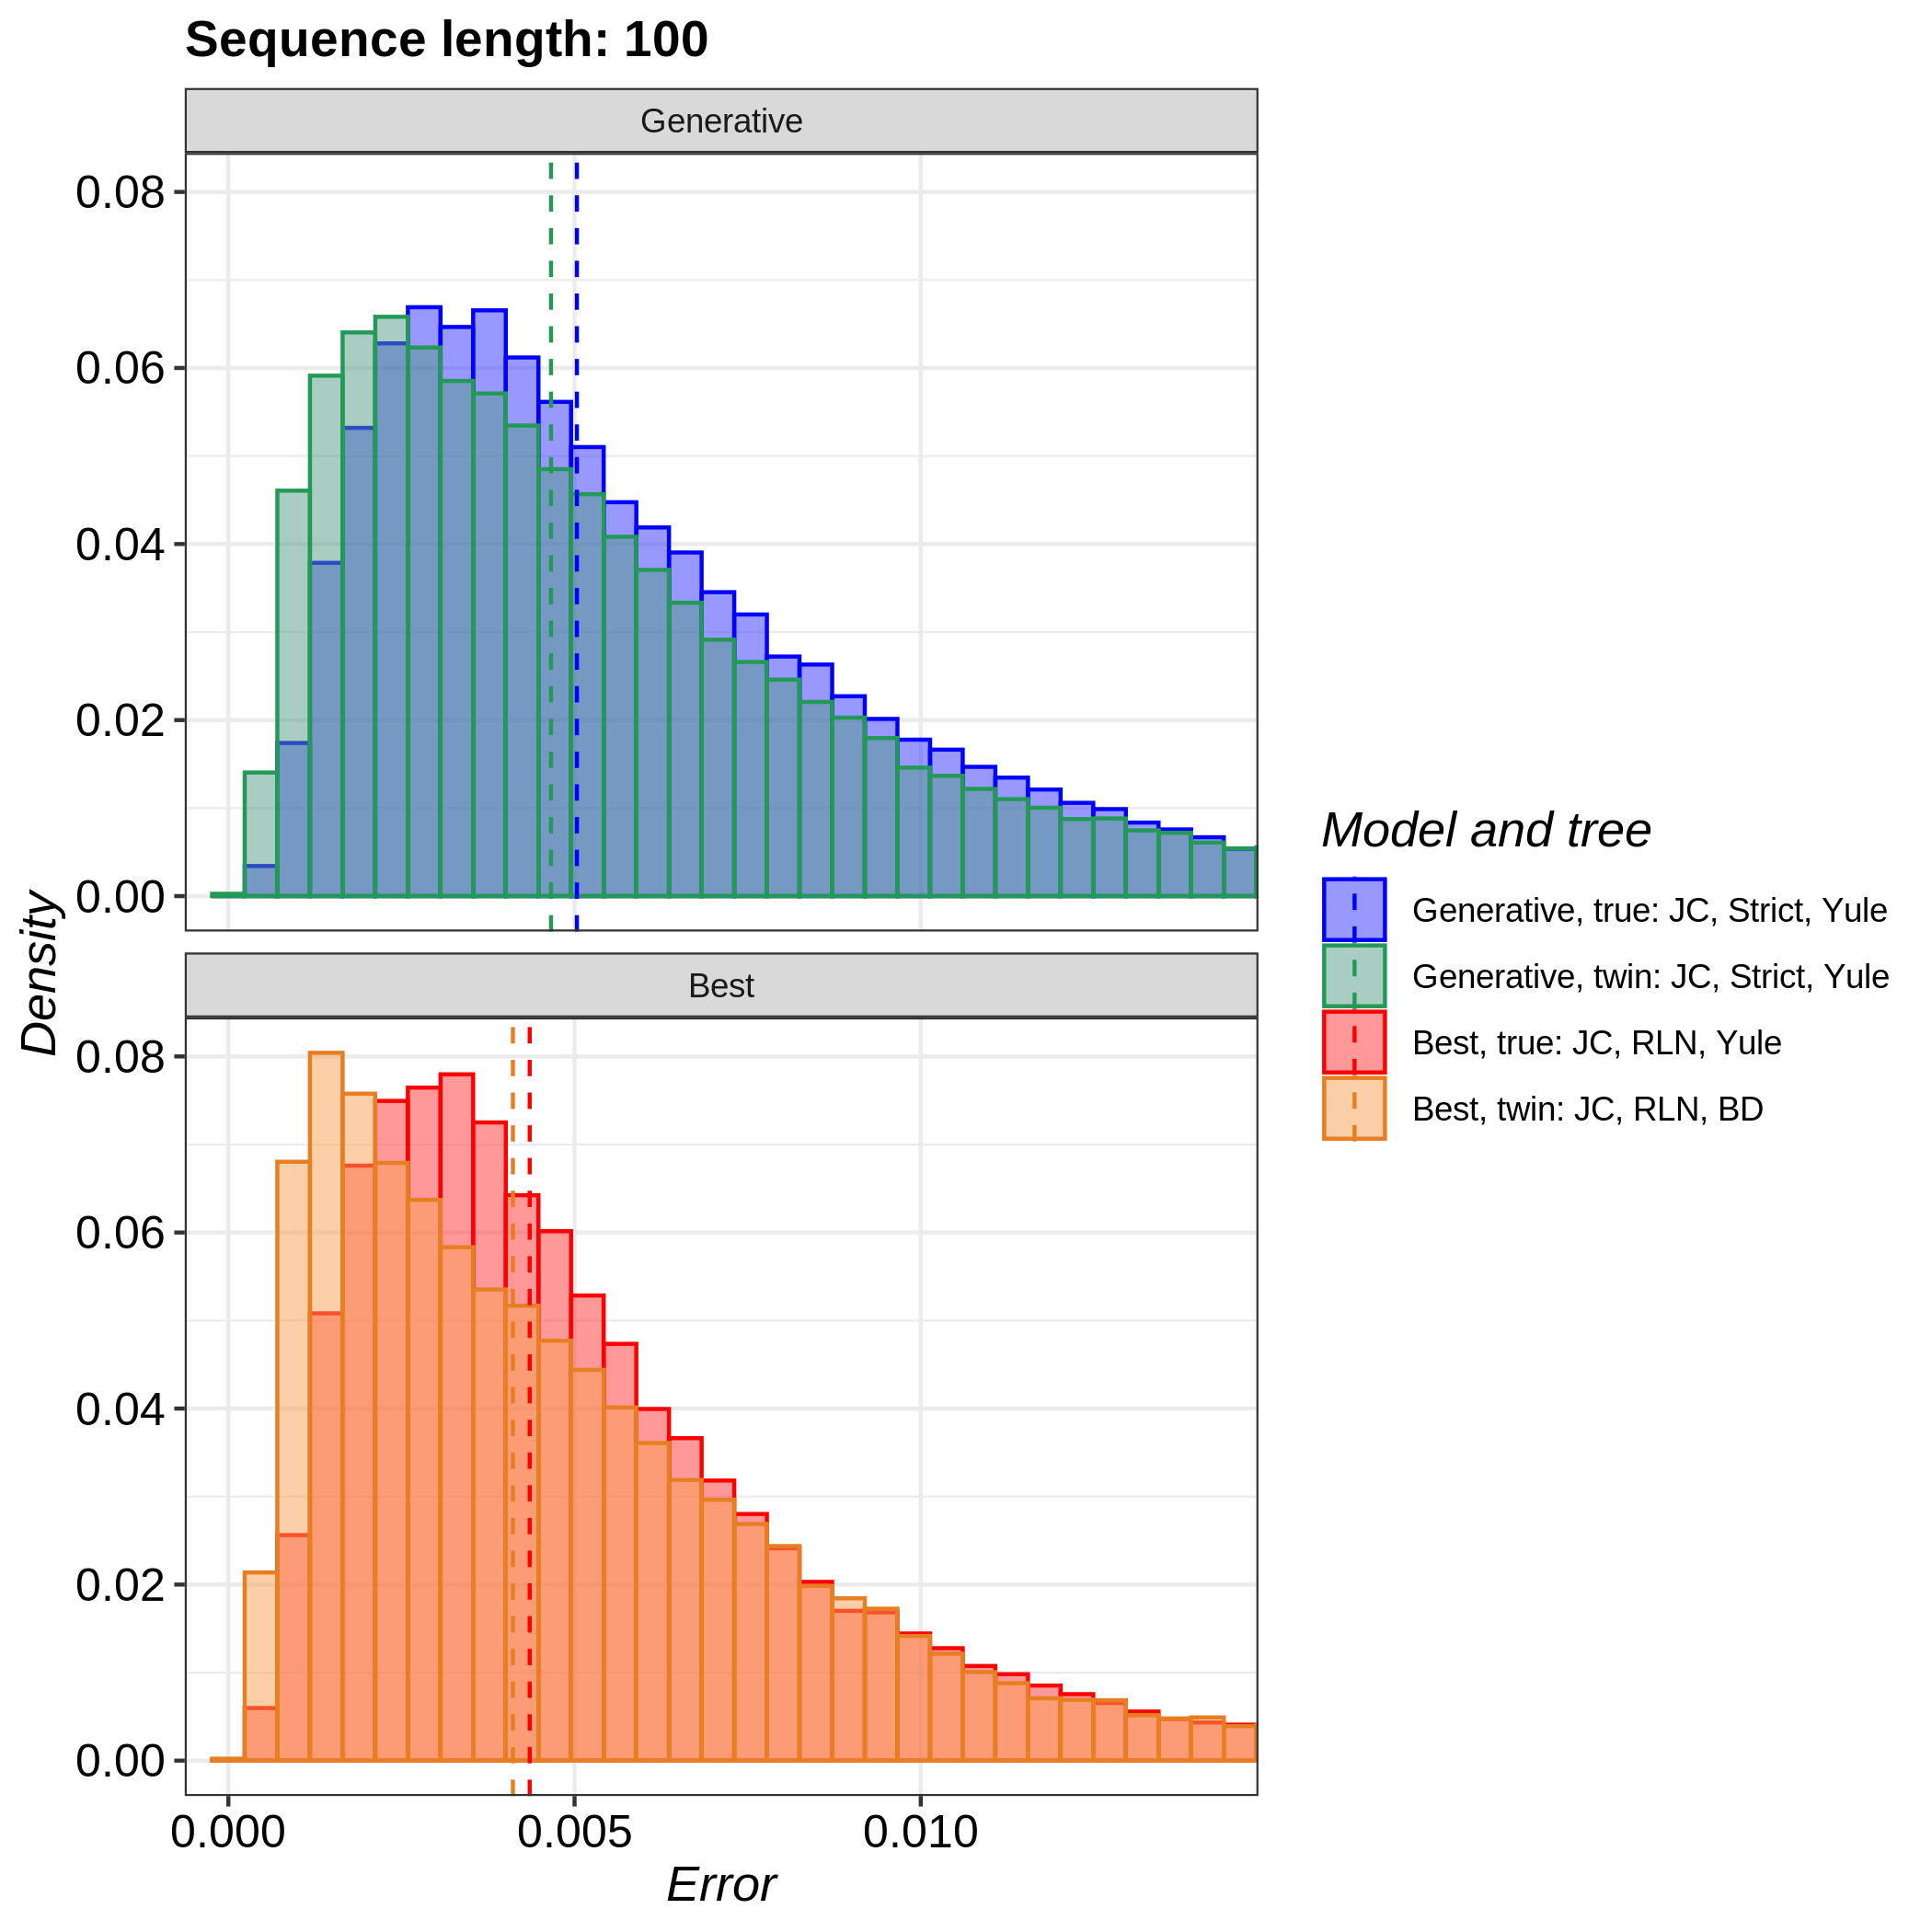 Sequence length: 100
Generative
0.08
0.06
0.04
0.02
0.00
Density
Best
0.08
0.06
0.04
0.02
0.00
0.000 0.005 0.010
Error
Model and tree
Generative, true: JC, Strict, Yule
Generative, twin: JC, Strict, Yule
Best, true: JC, RLN, Yule
Best, twin: JC, RLN, BD